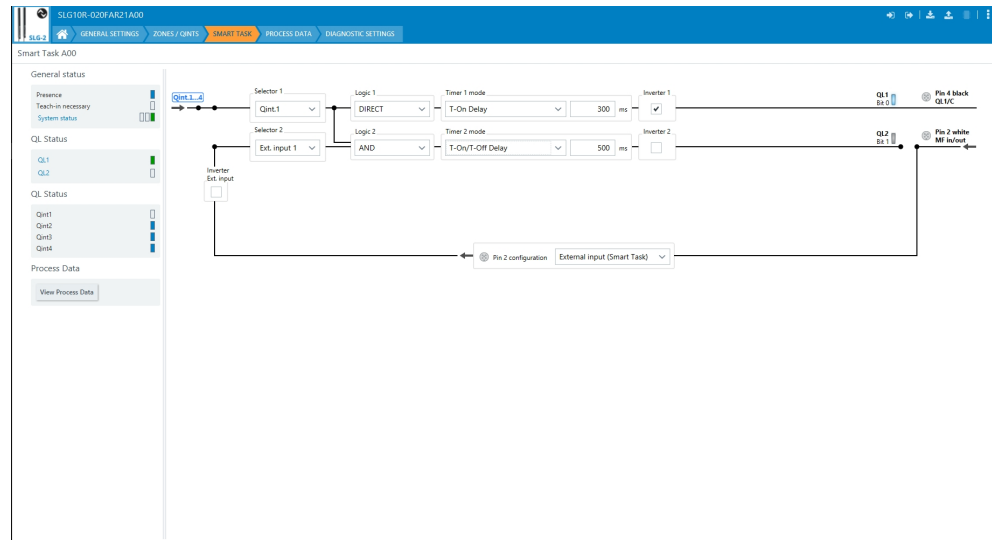 SLG10R-020FAR21A00
SLG-2
GENERAL SETTINGS
ZONES / QINTS
SMART TASK
PROCESS DATA
DIAGNOSTIC SETTINGS
Smart Task A00
General status
Presence
Teach-in necessary
System status
QL Status
QL1
QL2
QL Status
Qint1
Qint2
Qint3
Qint4
Process Data
View Process Data
Qint.1...4
Selector 1
Qint.1
Logic 1
DIRECT
Timer 1 mode
T-On Delay
300 ms
Inverter 1
QL1
Bit 0
Pin 4 black
QL1/C
Selector 2
Ext. input 1
Logic 2
AND
Timer 2 mode
T-On/T-Off Delay
500 ms
Inverter 2
QL2
Bit 1
Pin 2 white
MF in/out
Inverter
Ext. input
Pin 2 configuration
External input (Smart Task)